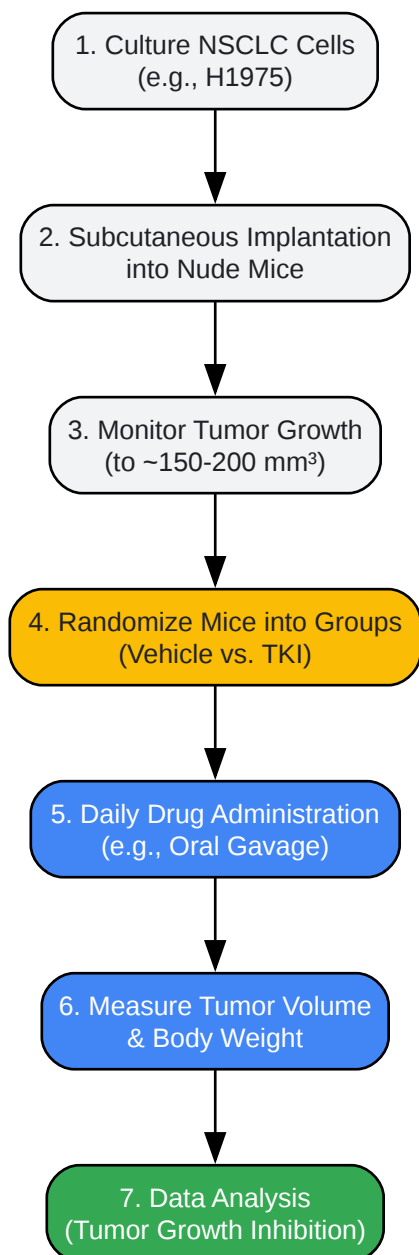 1. Culture NSCLC Cells
(e.g., H1975)
2. Subcutaneous Implantation
into Nude Mice
3. Monitor Tumor Growth
(to ~150-200 mm³)
4. Randomize Mice into Groups
(Vehicle vs. TKI)
5. Daily Drug Administration
(e.g., Oral Gavage)
6. Measure Tumor Volume
& Body Weight
7. Data Analysis
(Tumor Growth Inhibition)